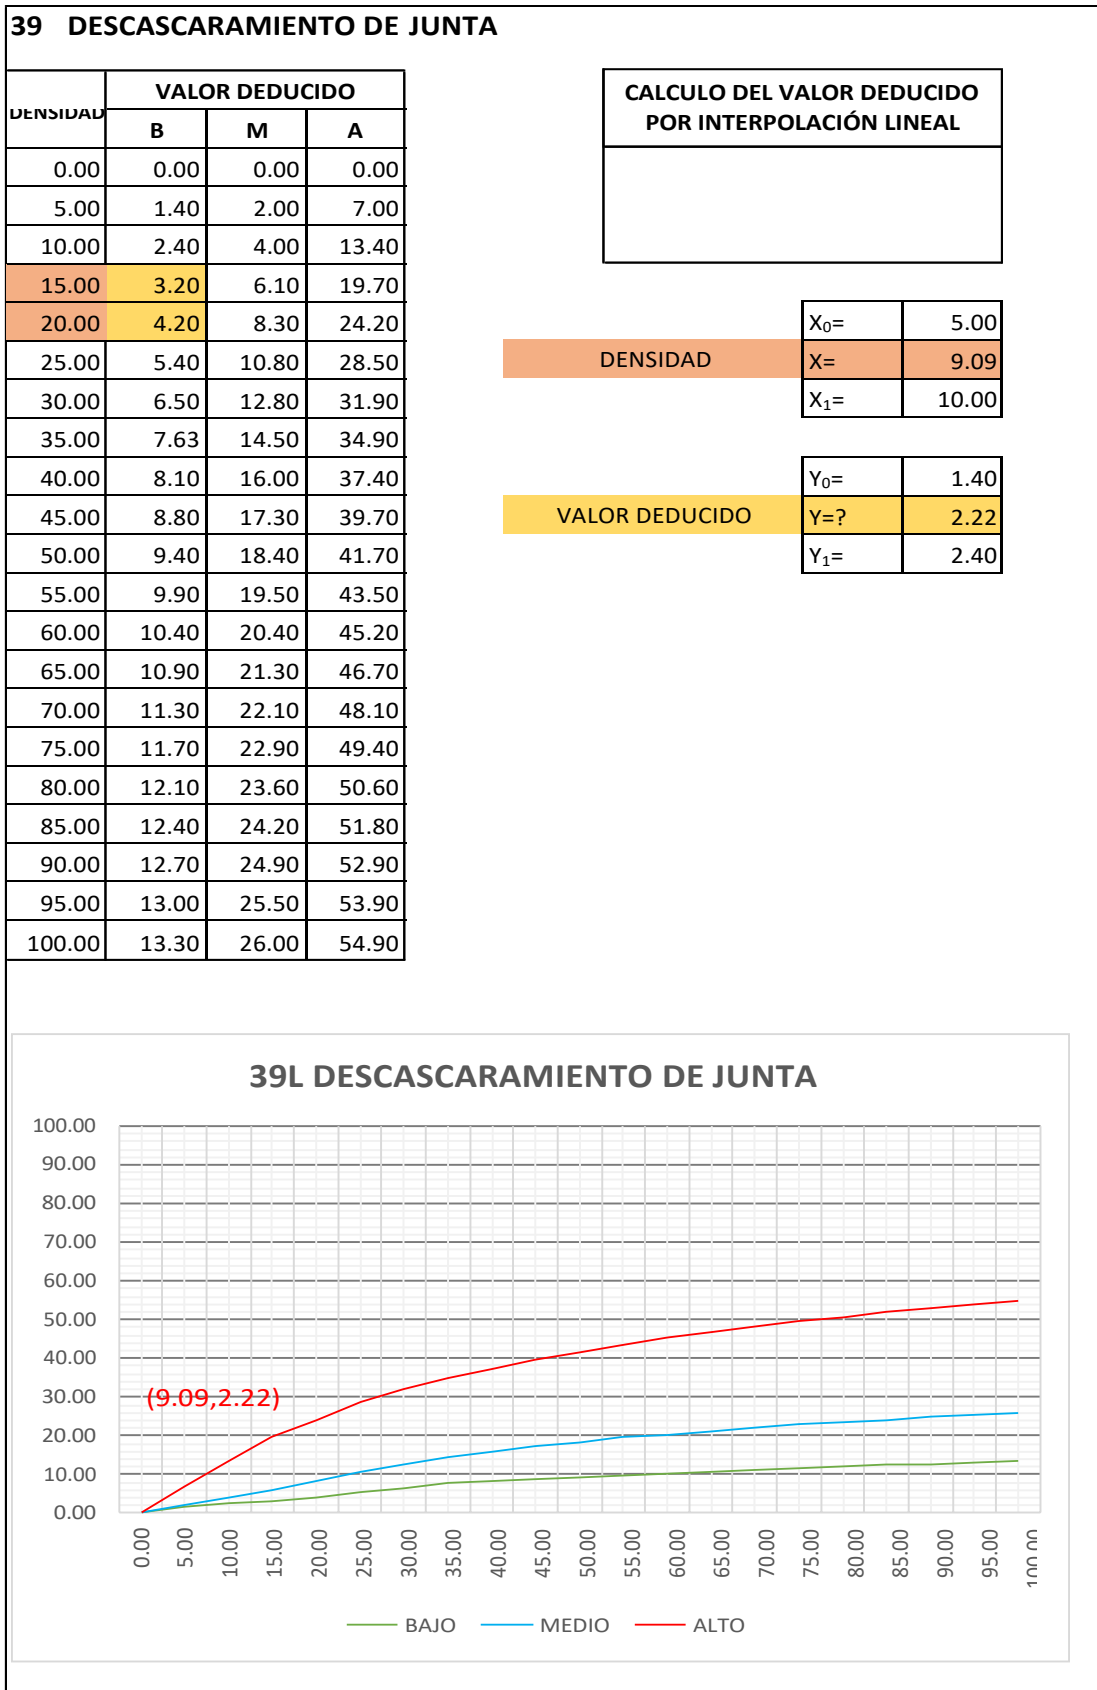 39 DESCASCARAMIENTO DE JUNTA
DENSIDAD VALOR DEDUCIDO
B M A
0.00 0.00 0.00 0.00
5.00 1.40 2.00 7.00
10.00 2.40 4.00 13.40
15.00 3.20 6.10 19.70
20.00 4.20 8.30 24.20
25.00 5.40 10.80 28.50
30.00 6.50 12.80 31.90
35.00 7.63 14.50 34.90
40.00 8.10 16.00 37.40
45.00 8.80 17.30 39.70
50.00 9.40 18.40 41.70
55.00 9.90 19.50 43.50
60.00 10.40 20.40 45.20
65.00 10.90 21.30 46.70
70.00 11.30 22.10 48.10
75.00 11.70 22.90 49.40
80.00 12.10 23.60 50.60
85.00 12.40 24.20 51.80
90.00 12.70 24.90 52.90
95.00 13.00 25.50 53.90
100.00 13.30 26.00 54.90
CALCULO DEL VALOR DEDUCIDO
POR INTERPOLACIÓN LINEAL
X₀= 5.00
DENSIDAD X= 9.09
X₁= 10.00
Y₀= 1.40
VALOR DEDUCIDO Y=? 2.22
Y₁= 2.40
39L DESCASCARAMIENTO DE JUNTA
100.00
90.00
80.00
70.00
60.00
50.00
40.00
30.00
20.00
10.00
0.00
(9.09,2.22)
0.00 5.00 10.00 15.00 20.00 25.00 30.00 35.00 40.00 45.00 50.00 55.00 60.00 65.00 70.00 75.00 80.00 85.00 90.00 95.00 100.00
BAJO MEDIO ALTO